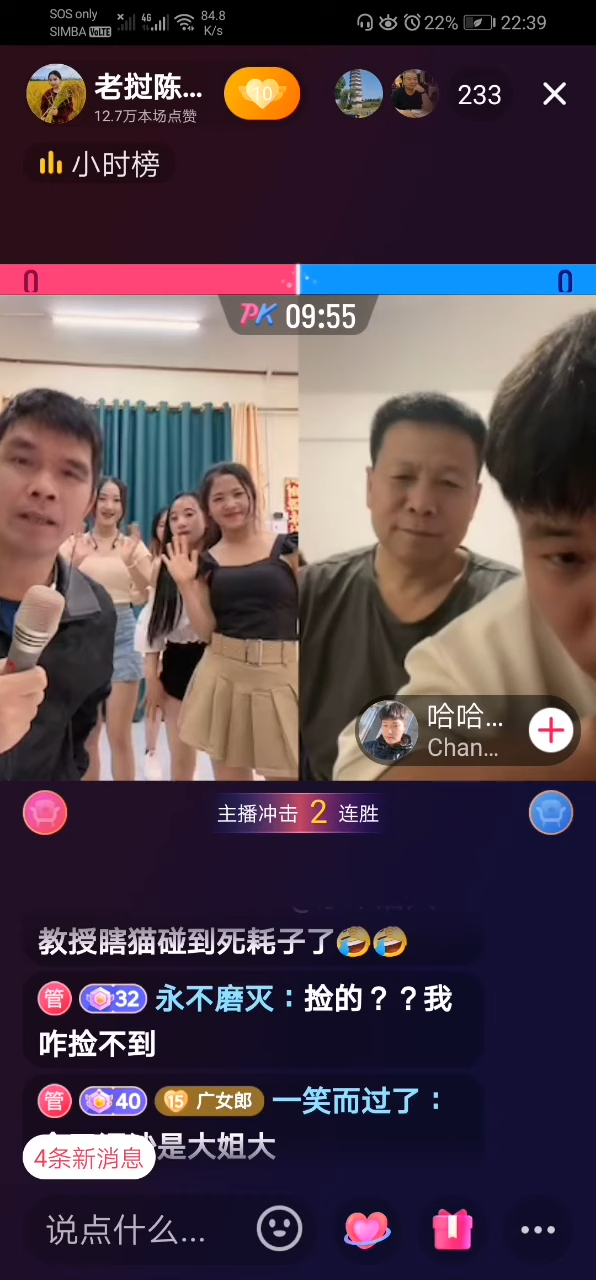 SOS only
SIMBA VoLTE
4G
84.8
K/s
22%
22:39
老挝陈...
12.7万本场点赞
10
233
小时榜
0
0
PK 09:55
哈哈...
Chan...
主播冲击 2 连胜
教授瞎猫碰到死耗子了🤣🤣
管 32 永不磨灭：捡的？？我
咋捡不到
管 40 15 广女郎 一笑而过了：
是大姐大
4条新消息
说点什么...